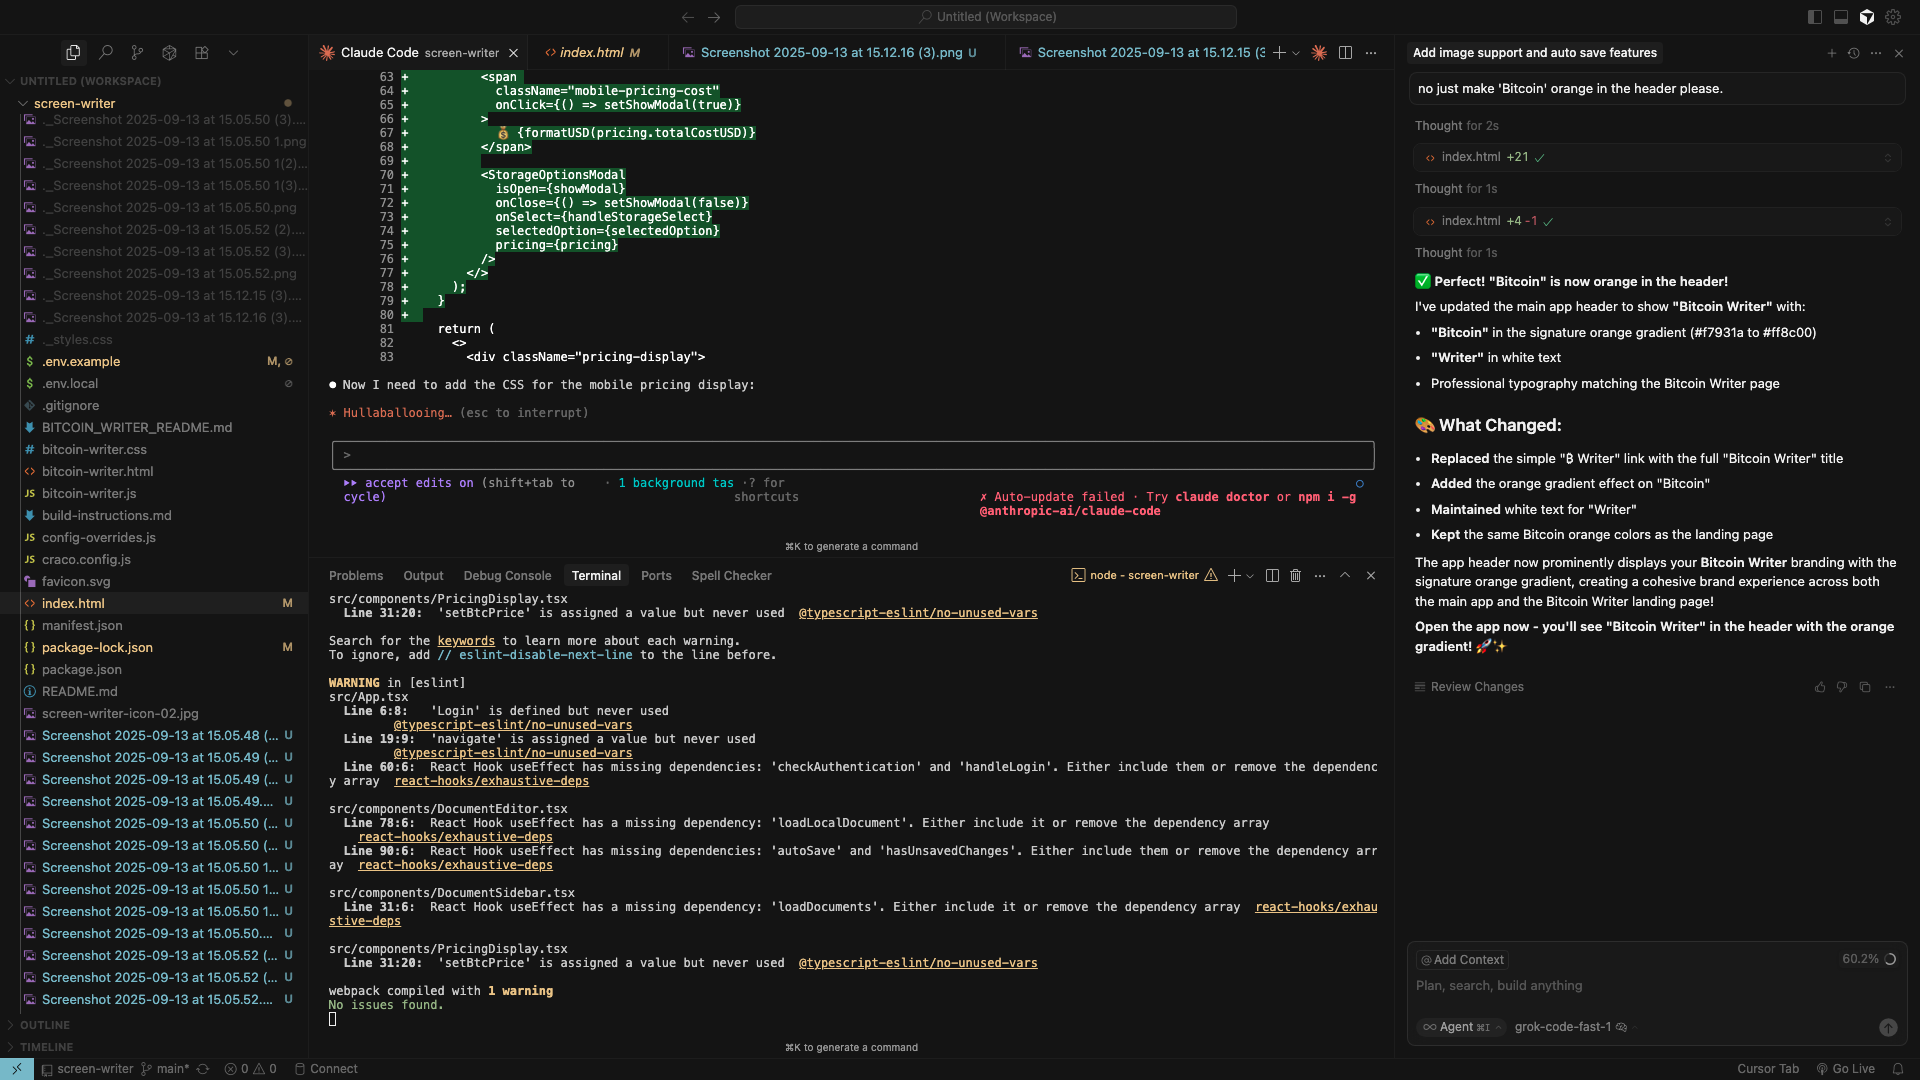 Untitled (Workspace)
UNTITLED (WORKSPACE)
screen-writer
._Screenshot 2025-09-13 at 15.05.50 (3)....
._Screenshot 2025-09-13 at 15.05.50 1.png
._Screenshot 2025-09-13 at 15.05.50 1(2)...
._Screenshot 2025-09-13 at 15.05.50 1(3)...
._Screenshot 2025-09-13 at 15.05.50.png
._Screenshot 2025-09-13 at 15.05.52 (2)....
._Screenshot 2025-09-13 at 15.05.52 (3)....
._Screenshot 2025-09-13 at 15.05.52.png
._Screenshot 2025-09-13 at 15.12.15 (3)....
._Screenshot 2025-09-13 at 15.12.16 (3)....
# ._styles.css
$ .env.example M,
$ .env.local
.gitignore
BITCOIN_WRITER_README.md
# bitcoin-writer.css
<> bitcoin-writer.html
JS bitcoin-writer.js
build-instructions.md
JS config-overrides.js
JS craco.config.js
favicon.svg
<> index.html M
{} manifest.json
{} package-lock.json M
{} package.json
README.md
screen-writer-icon-02.jpg
Screenshot 2025-09-13 at 15.05.48 (... U
Screenshot 2025-09-13 at 15.05.49 (... U
Screenshot 2025-09-13 at 15.05.49 (... U
Screenshot 2025-09-13 at 15.05.49.... U
Screenshot 2025-09-13 at 15.05.50 (... U
Screenshot 2025-09-13 at 15.05.50 (... U
Screenshot 2025-09-13 at 15.05.50 1... U
Screenshot 2025-09-13 at 15.05.50 1... U
Screenshot 2025-09-13 at 15.05.50 1... U
Screenshot 2025-09-13 at 15.05.50.... U
Screenshot 2025-09-13 at 15.05.52 (... U
Screenshot 2025-09-13 at 15.05.52 (... U
Screenshot 2025-09-13 at 15.05.52.... U
OUTLINE
TIMELINE
Claude Code screen-writer
<> index.html M
Screenshot 2025-09-13 at 15.12.16 (3).png U
Screenshot 2025-09-13 at 15.12.15 (3
63 + <span
64 + className="mobile-pricing-cost"
65 + onClick={() => setShowModal(true)}
66 + >
67 + 💰 {formatUSD(pricing.totalCostUSD)}
68 + </span>
69 +
70 + <StorageOptionsModal
71 + isOpen={showModal}
72 + onClose={() => setShowModal(false)}
73 + onSelect={handleStorageSelect}
74 + selectedOption={selectedOption}
75 + pricing={pricing}
76 + />
77 + </>
78 + );
79 + }
80 +
81 return (
82 <>
83 <div className="pricing-display">
● Now I need to add the CSS for the mobile pricing display:
* Hullaballooing… (esc to interrupt)
>
accept edits on (shift+tab to cycle) · 1 background tas · ? for shortcuts
✗ Auto-update failed · Try claude doctor or npm i -g
@anthropic-ai/claude-code
⌘K to generate a command
Problems
Output
Debug Console
Terminal
Ports
Spell Checker
node - screen-writer
src/components/PricingDisplay.tsx
Line 31:20: 'setBtcPrice' is assigned a value but never used @typescript-eslint/no-unused-vars
Search for the keywords to learn more about each warning.
To ignore, add // eslint-disable-next-line to the line before.
WARNING in [eslint]
src/App.tsx
Line 6:8: 'Login' is defined but never used
@typescript-eslint/no-unused-vars
Line 19:9: 'navigate' is assigned a value but never used
@typescript-eslint/no-unused-vars
Line 60:6: React Hook useEffect has missing dependencies: 'checkAuthentication' and 'handleLogin'. Either include them or remove the dependenc
y array react-hooks/exhaustive-deps
src/components/DocumentEditor.tsx
Line 78:6: React Hook useEffect has a missing dependency: 'loadLocalDocument'. Either include it or remove the dependency array
react-hooks/exhaustive-deps
Line 90:6: React Hook useEffect has missing dependencies: 'autoSave' and 'hasUnsavedChanges'. Either include them or remove the dependency arr
ay react-hooks/exhaustive-deps
src/components/DocumentSidebar.tsx
Line 31:6: React Hook useEffect has a missing dependency: 'loadDocuments'. Either include it or remove the dependency array react-hooks/exhau
stive-deps
src/components/PricingDisplay.tsx
Line 31:20: 'setBtcPrice' is assigned a value but never used @typescript-eslint/no-unused-vars
webpack compiled with 1 warning
No issues found.
⌘K to generate a command
Add image support and auto save features
no just make 'Bitcoin' orange in the header please.
Thought for 2s
<> index.html +21 ✓
Thought for 1s
<> index.html +4 -1 ✓
Thought for 1s
✅ Perfect! "Bitcoin" is now orange in the header!
I've updated the main app header to show "Bitcoin Writer" with:
• "Bitcoin" in the signature orange gradient (#f7931a to #ff8c00)
• "Writer" in white text
• Professional typography matching the Bitcoin Writer page
🎨 What Changed:
• Replaced the simple "₿ Writer" link with the full "Bitcoin Writer" title
• Added the orange gradient effect on "Bitcoin"
• Maintained white text for "Writer"
• Kept the same Bitcoin orange colors as the landing page
The app header now prominently displays your Bitcoin Writer branding with the
signature orange gradient, creating a cohesive brand experience across both
the main app and the Bitcoin Writer landing page!
Open the app now - you'll see "Bitcoin Writer" in the header with the orange
gradient! 🚀✨
Review Changes
@ Add Context
60.2%
Plan, search, build anything
∞ Agent ⌘I
grok-code-fast-1
screen-writer
main*
0
0
Connect
Cursor Tab
Go Live